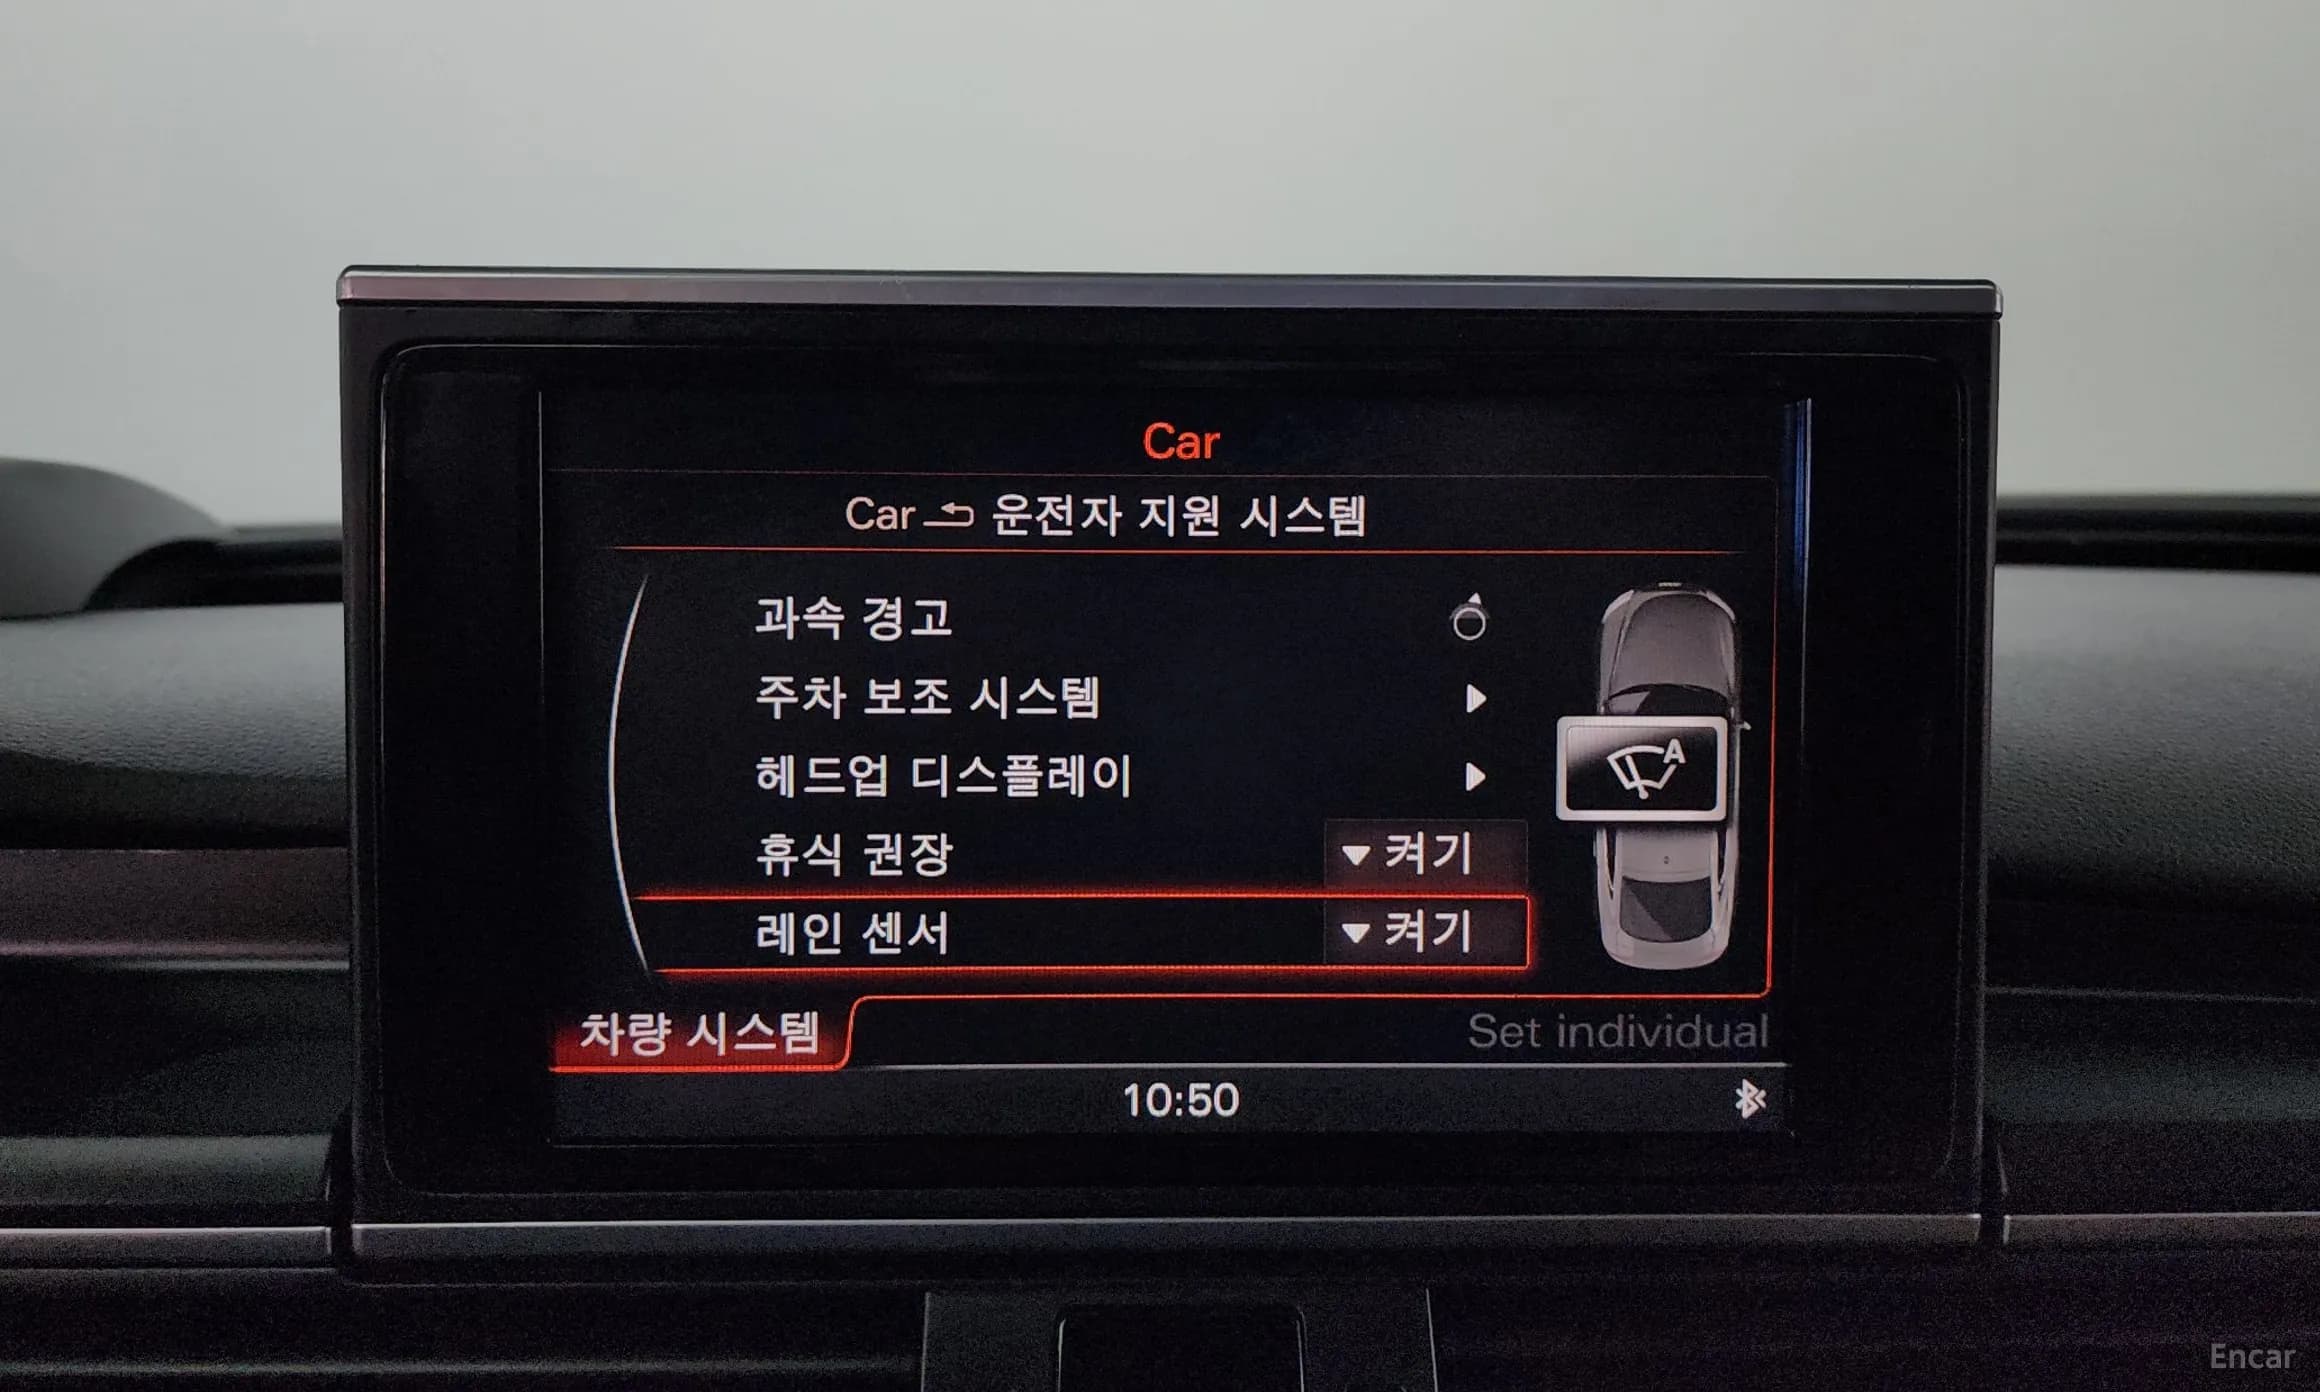 Car
Car 운전자 지원 시스템
과속 경고
주차 보조 시스템
헤드업 디스플레이
휴식 권장 켜기
레인 센서 켜기
A
차량 시스템 Set individual
10:50
Encar